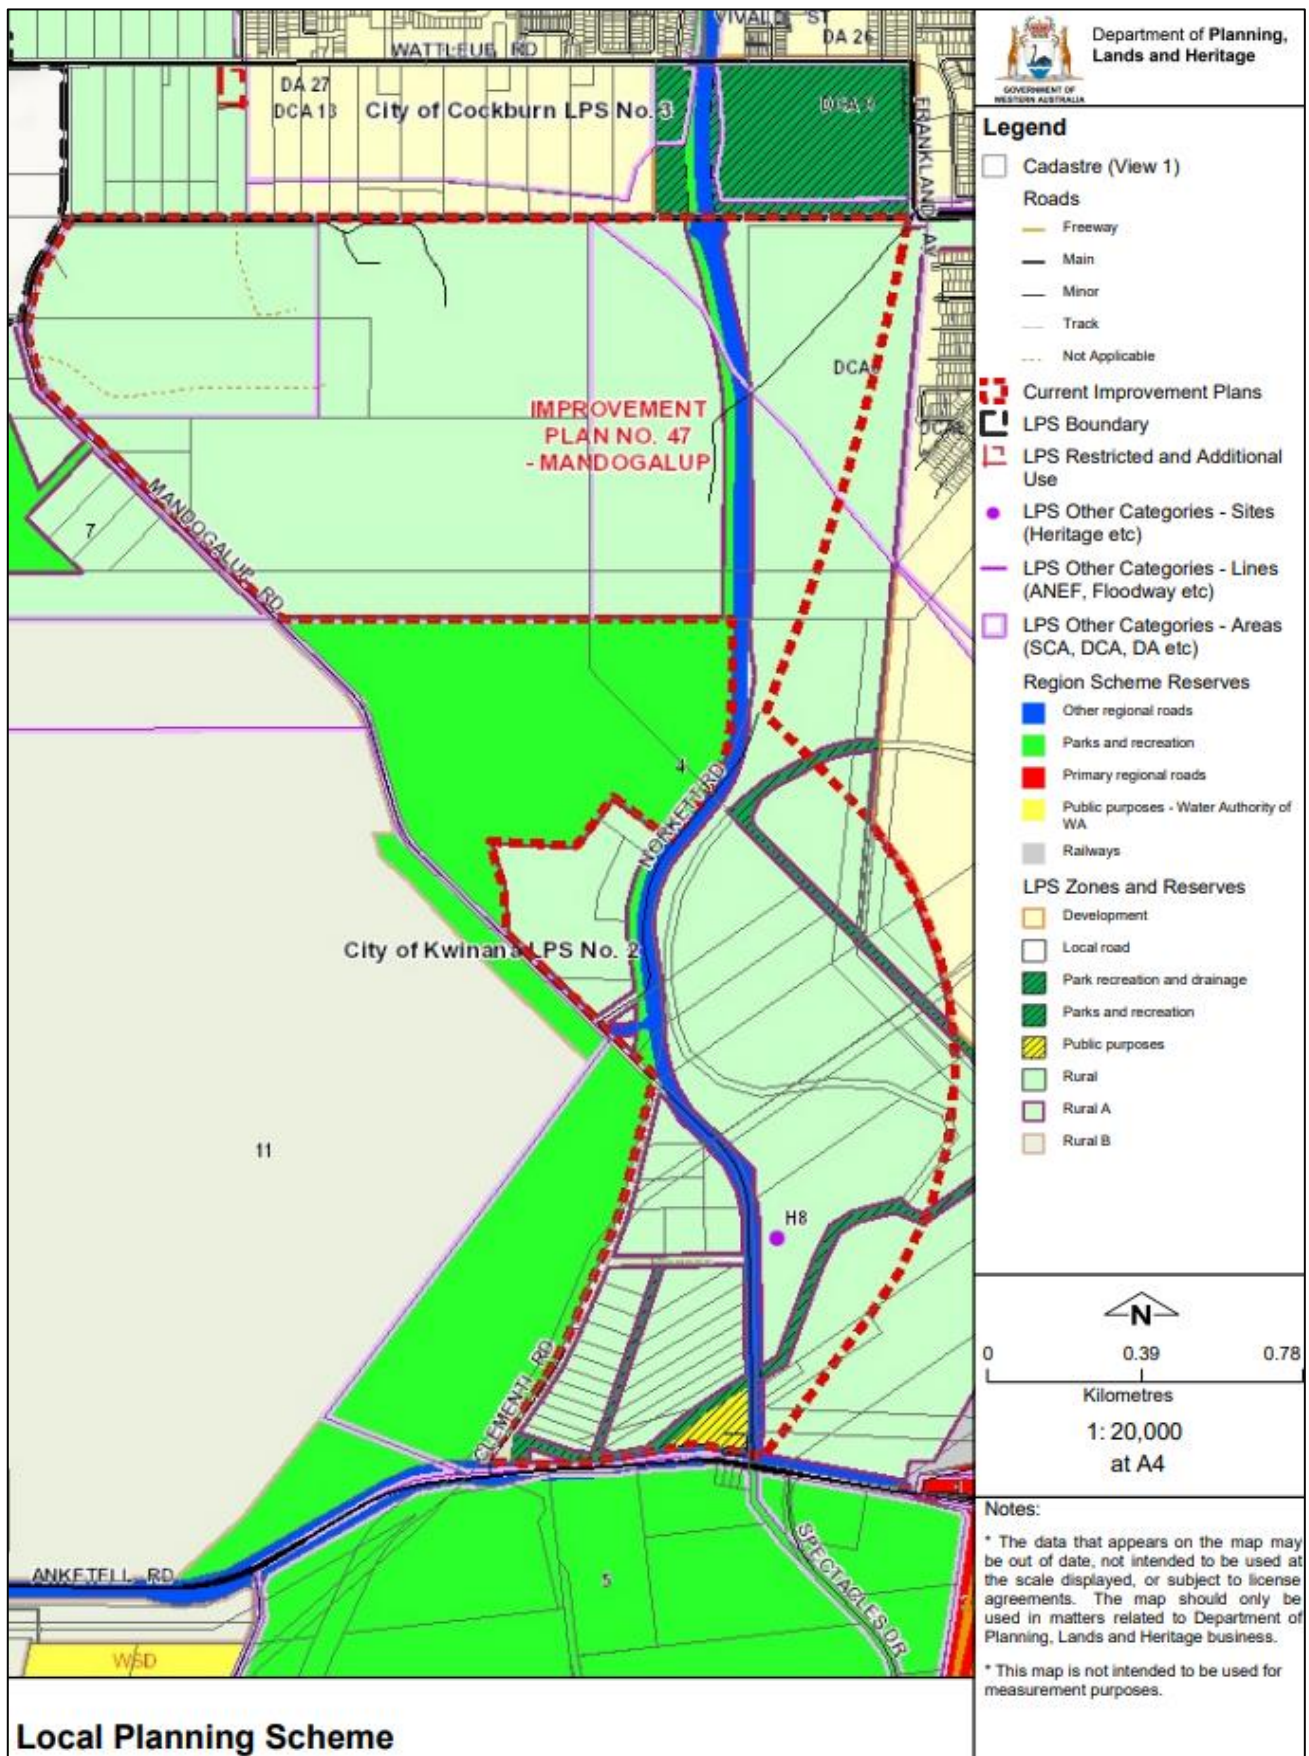 VIVALDI ST
WATTLEUP RD
DA 26
DA 27
DCA 13
City of Cockburn LPS No. 3
FRANKLAND AV
IMPROVEMENT
PLAN NO. 47
- MANDOGALUP
MANDOGALUP RD
7
4
NORKETT RD
City of Kwinana LPS No. 2
11
H8
CLEMENTI RD
ANKETELL RD
SPECTACLES DR
5
WSD
Local Planning Scheme
GOVERNMENT OF
WESTERN AUSTRALIA
Department of Planning,
Lands and Heritage
Legend
Cadastre (View 1)
Roads
Freeway
Main
Minor
Track
Not Applicable
Current Improvement Plans
LPS Boundary
LPS Restricted and Additional
Use
LPS Other Categories - Sites
(Heritage etc)
LPS Other Categories - Lines
(ANEF, Floodway etc)
LPS Other Categories - Areas
(SCA, DCA, DA etc)
Region Scheme Reserves
Other regional roads
Parks and recreation
Primary regional roads
Public purposes - Water Authority of
WA
Railways
LPS Zones and Reserves
Development
Local road
Park recreation and drainage
Parks and recreation
Public purposes
Rural
Rural A
Rural B
N
0 0.39 0.78
Kilometres
1: 20,000
at A4
Notes:
* The data that appears on the map may
be out of date, not intended to be used at
the scale displayed, or subject to license
agreements. The map should only be
used in matters related to Department of
Planning, Lands and Heritage business.
* This map is not intended to be used for
measurement purposes.